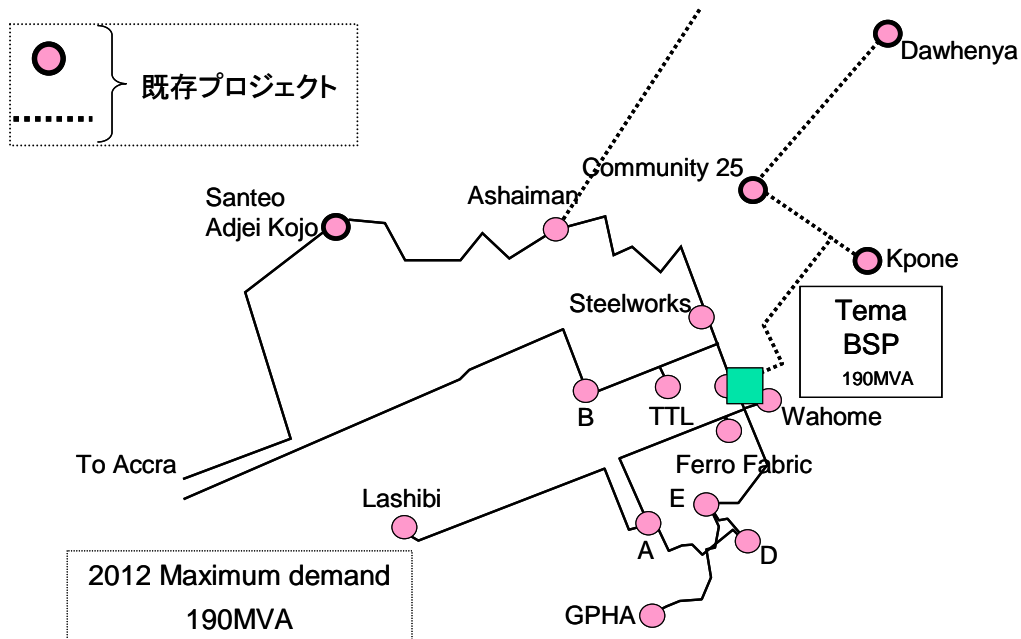 既存プロジェクト
Dawhenya
Community 25
Santeo
Adjei Kojo
Ashaiman
Kpone
Steelworks
Tema
BSP
190MVA
B
TTL
Wahome
To Accra
Ferro Fabric
Lashibi
E
A
D
2012 Maximum demand
190MVA
GPHA